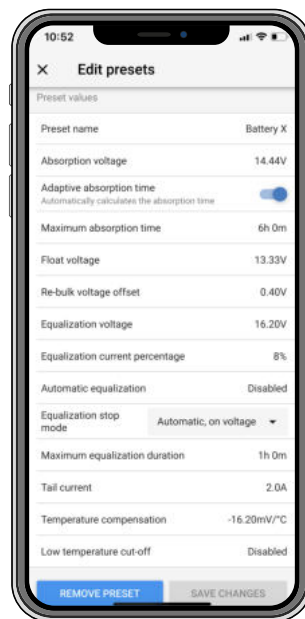 10:52
× Edit presets
Preset values
Preset name Battery X
Absorption voltage 14.44V
Adaptive absorption time
Automatically calculates the absorption time
Maximum absorption time 6h 0m
Float voltage 13.33V
Re-bulk voltage offset 0.40V
Equalization voltage 16.20V
Equalization current percentage 8%
Automatic equalization Disabled
Equalization stop mode Automatic, on voltage
Maximum equalization duration 1h 0m
Tail current 2.0A
Temperature compensation -16.20mV/°C
Low temperature cut-off Disabled
REMOVE PRESET SAVE CHANGES